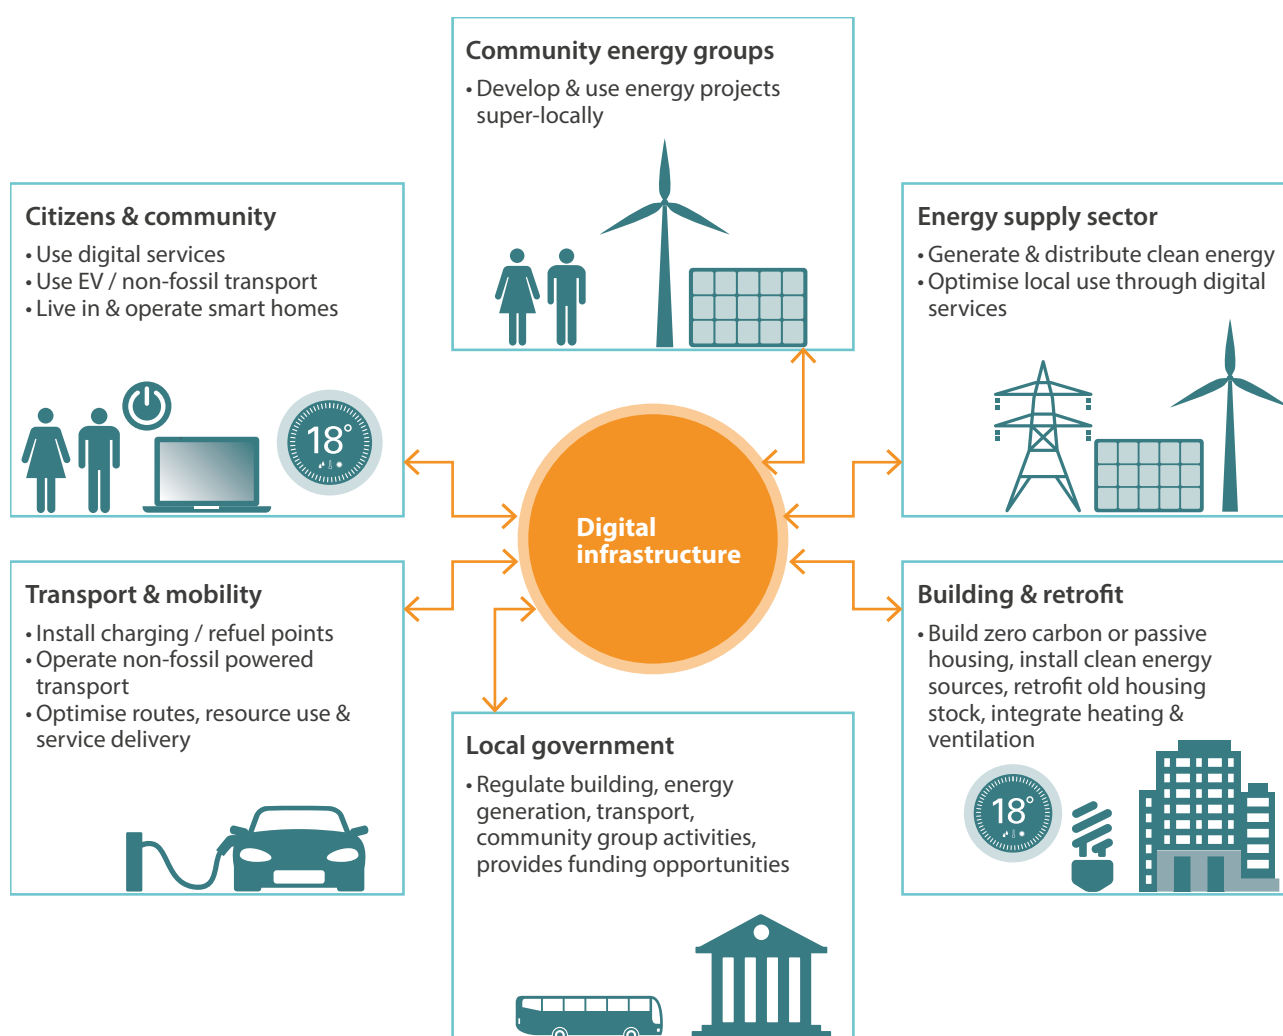 Community energy groups
• Develop & use energy projects
super-locally
Citizens & community
• Use digital services
• Use EV / non-fossil transport
• Live in & operate smart homes
18°
Energy supply sector
• Generate & distribute clean energy
• Optimise local use through digital
services
Digital
infrastructure
Transport & mobility
• Install charging / refuel points
• Operate non-fossil powered
transport
• Optimise routes, resource use &
service delivery
Local government
• Regulate building, energy
generation, transport,
community group activities,
provides funding opportunities
Building & retrofit
• Build zero carbon or passive
housing, install clean energy
sources, retrofit old housing
stock, integrate heating &
ventilation
18°